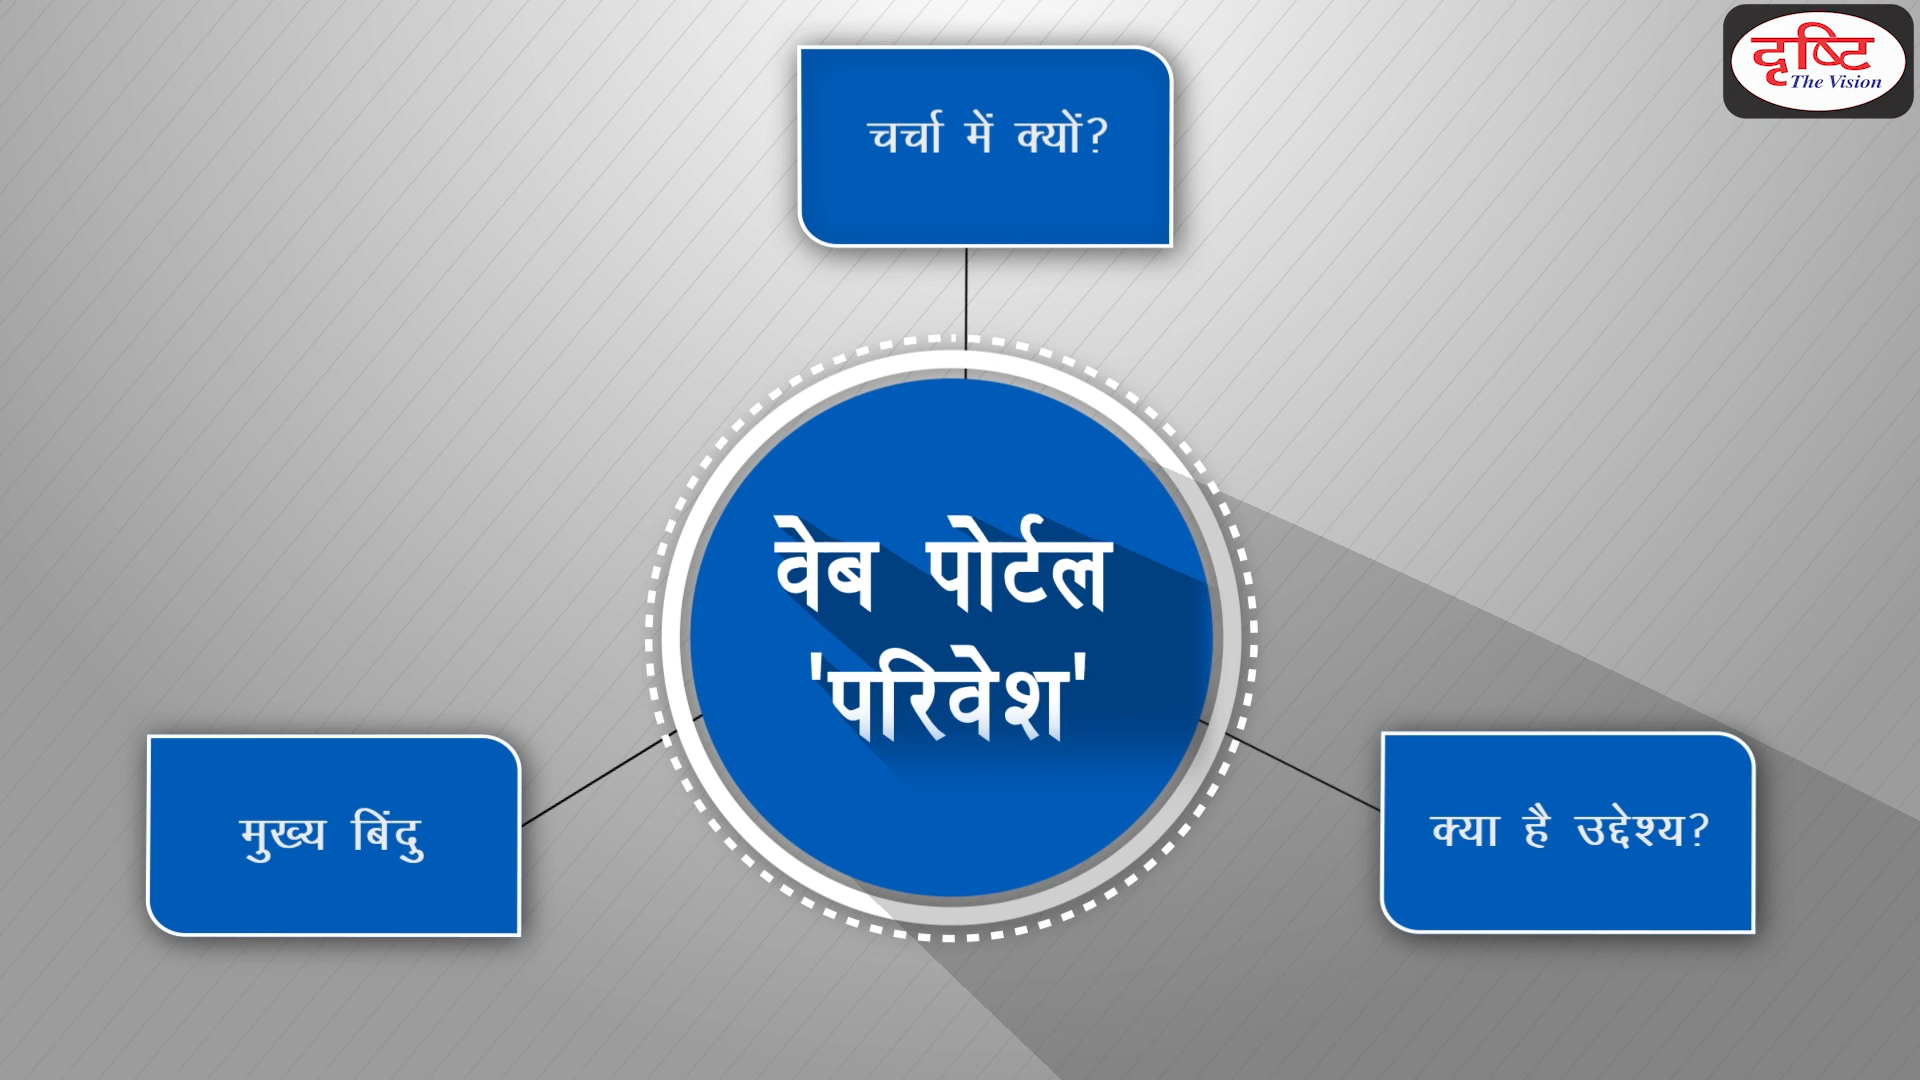 दृष्टि
The Vision
चर्चा में क्यों?
वेब पोर्टल
'परिवेश'
मुख्य बिंदु
क्या है उद्देश्य?